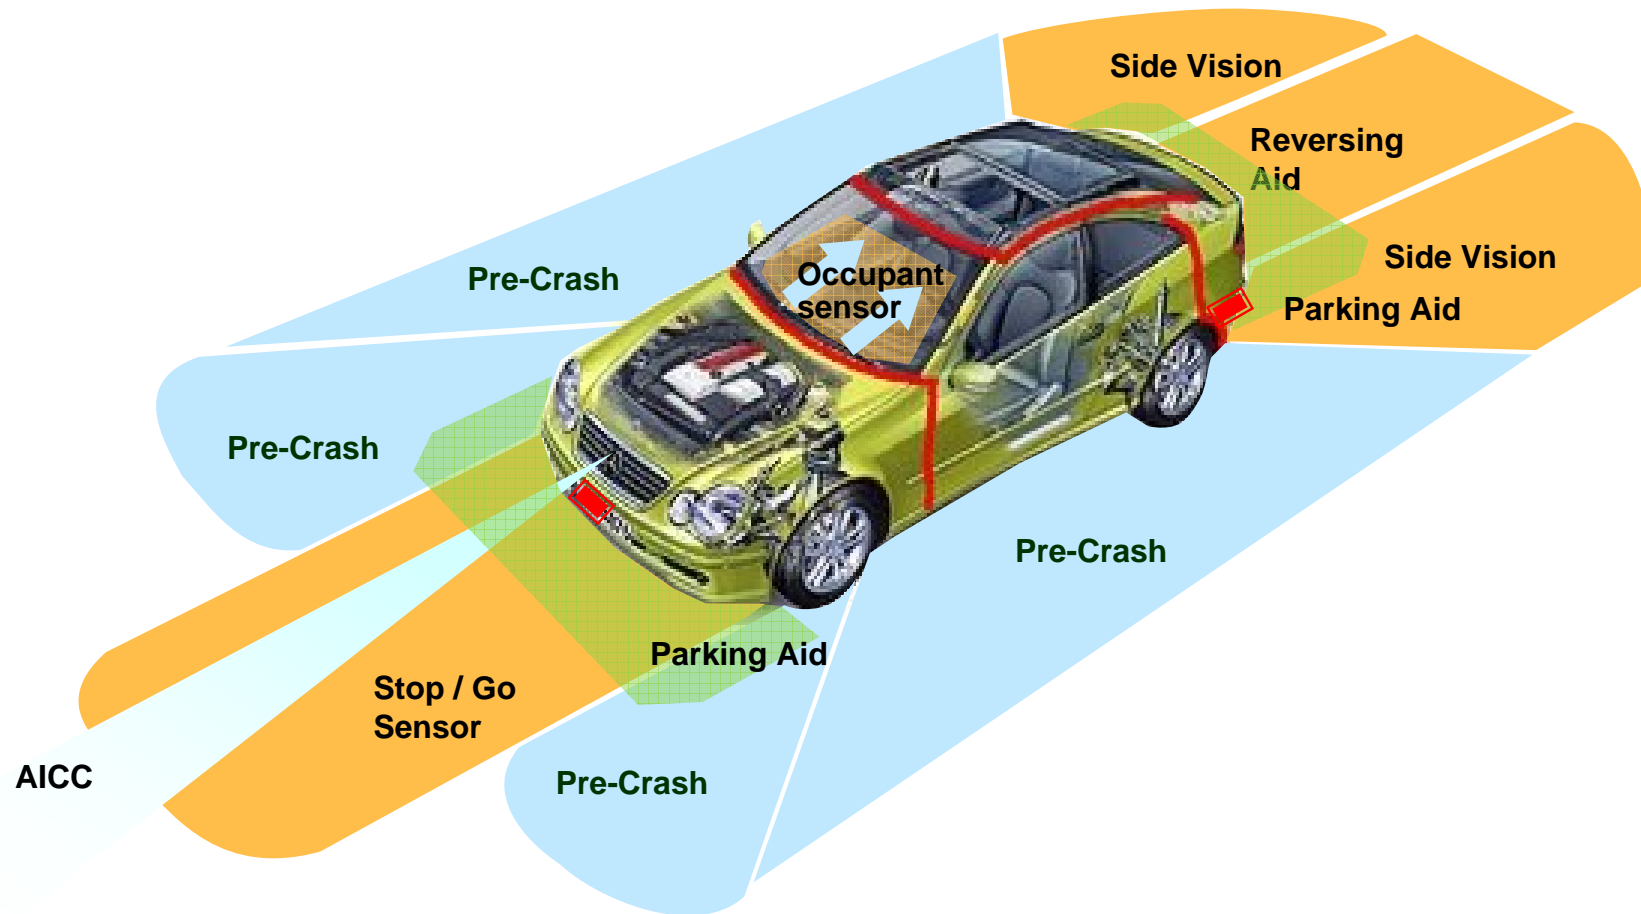 Side Vision
Reversing
Aid
Side Vision
Parking Aid
Pre-Crash
Occupant
sensor
Pre-Crash
Pre-Crash
Parking Aid
Stop / Go
Sensor
AICC
Pre-Crash